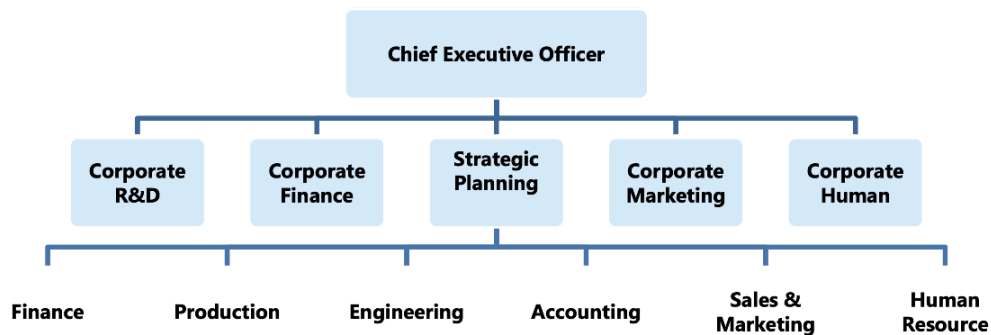 Chief Executive Officer
Corporate
R&D
Corporate
Finance
Strategic
Planning
Corporate
Marketing
Corporate
Human
Finance
Production
Engineering
Accounting
Sales &
Marketing
Human
Resource